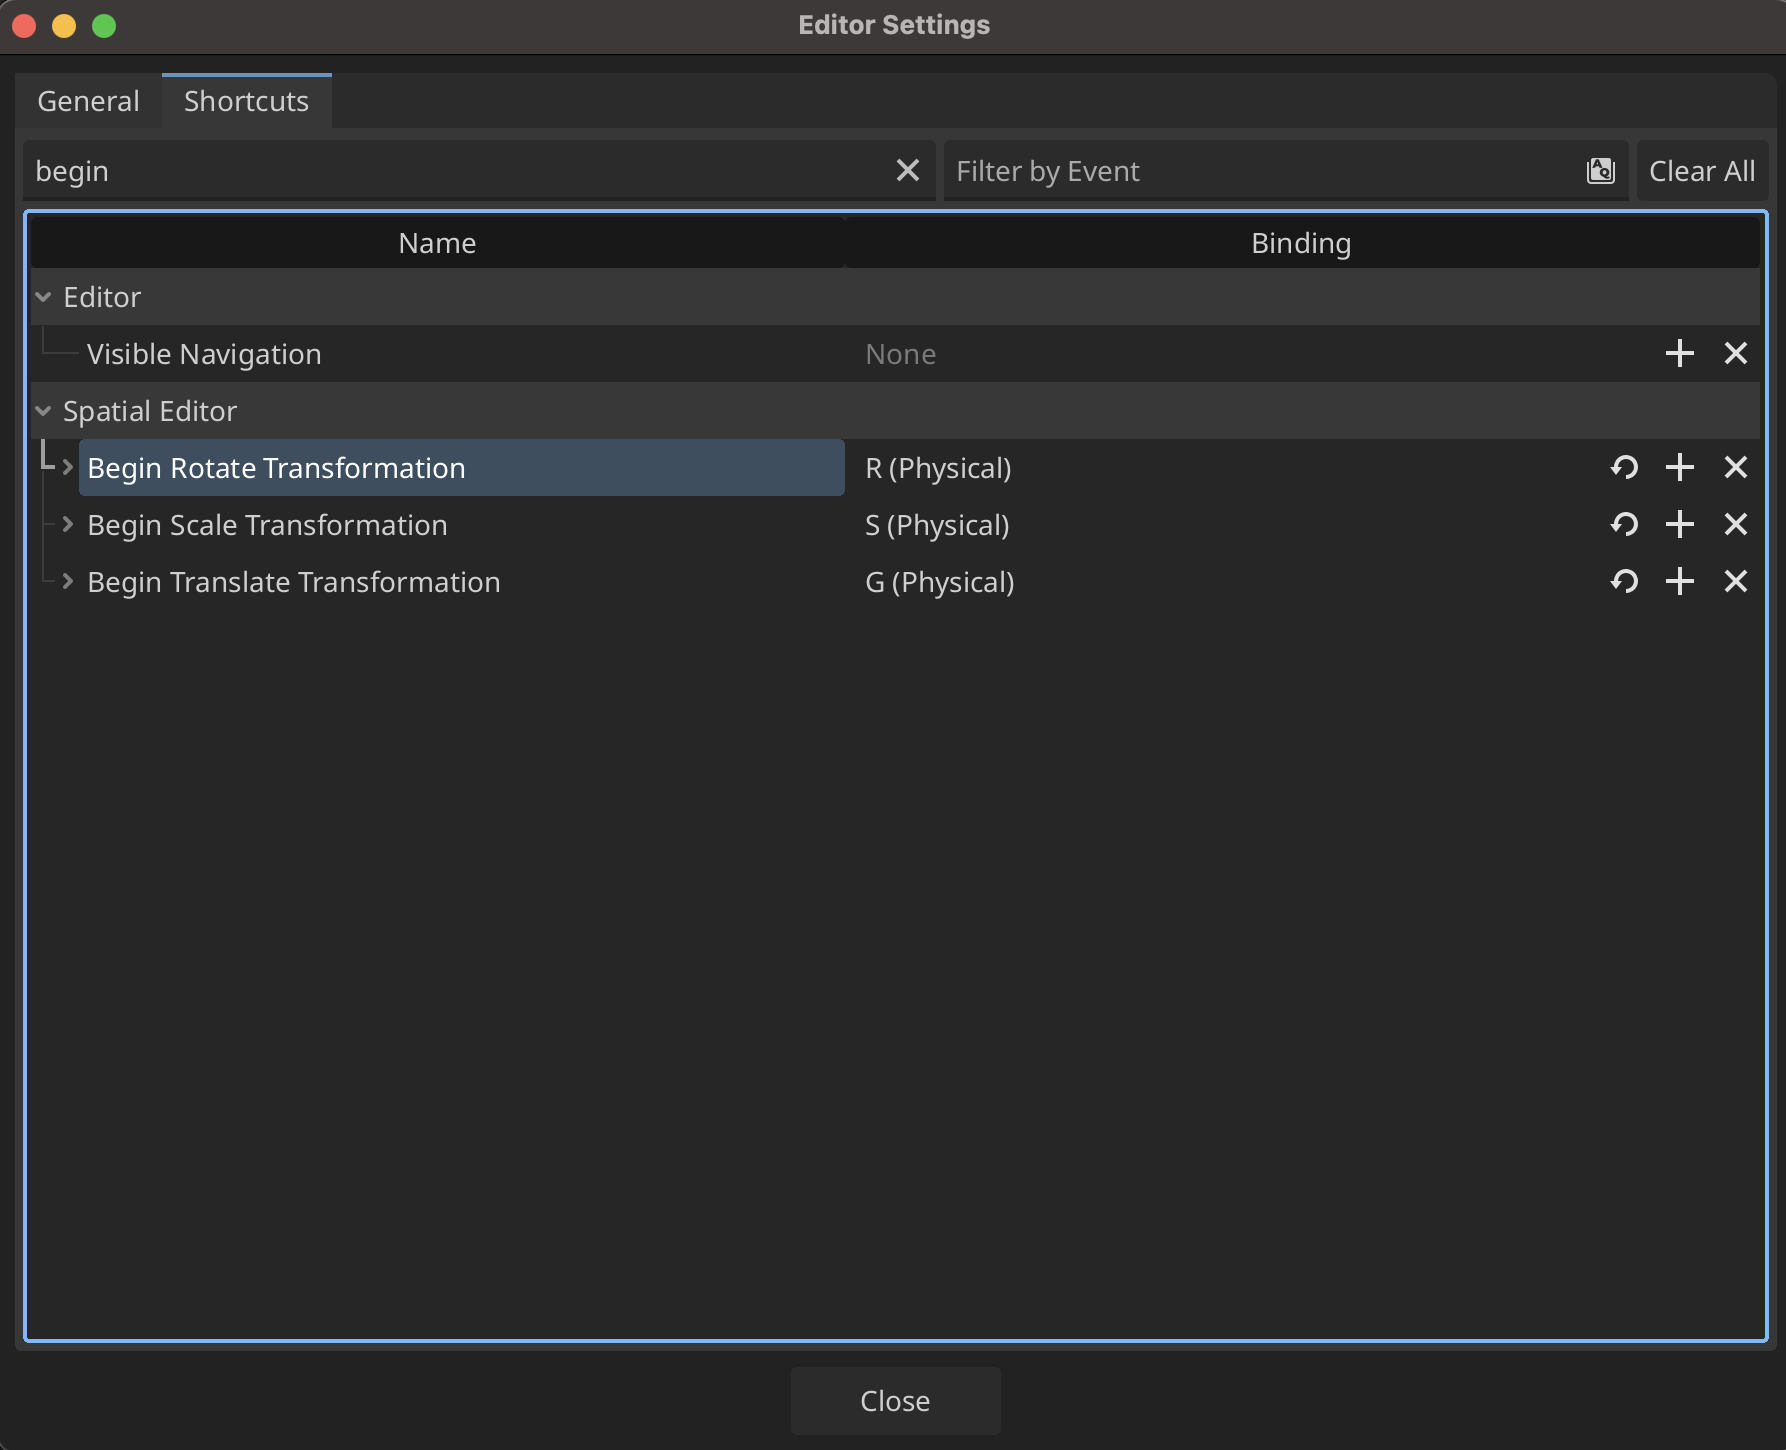 Editor Settings
General Shortcuts
begin Filter by Event Clear All
Name Binding
Editor
Visible Navigation None
Spatial Editor
Begin Rotate Transformation R (Physical)
Begin Scale Transformation S (Physical)
Begin Translate Transformation G (Physical)
Close